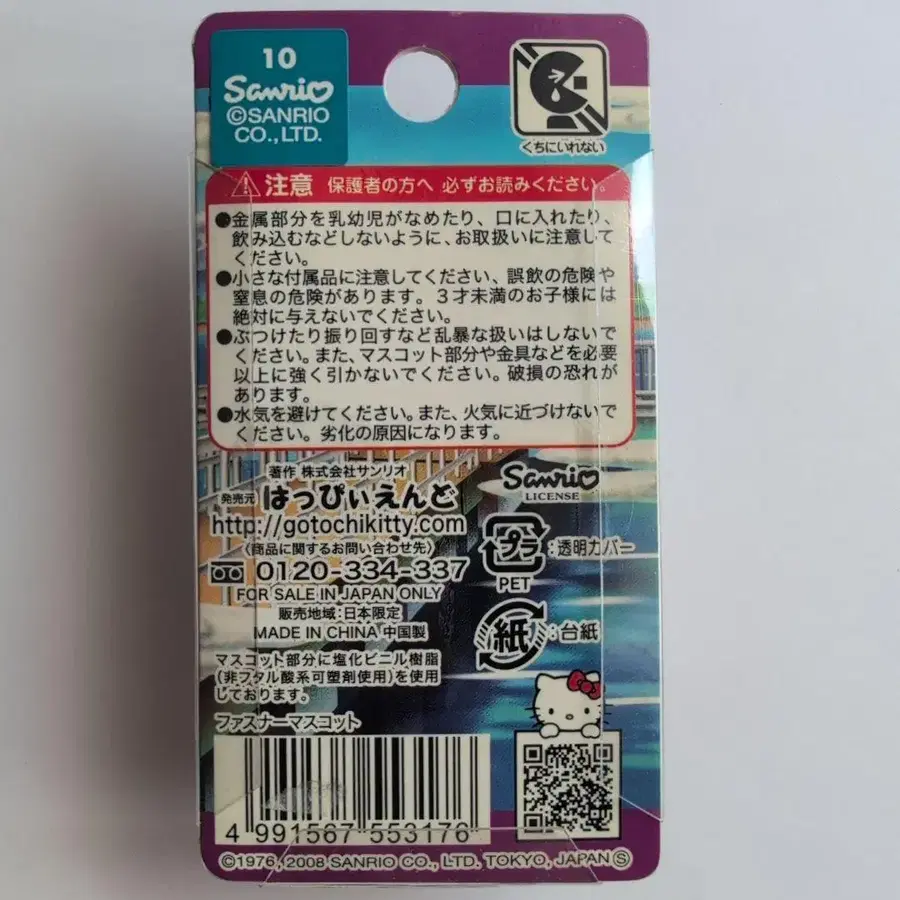 10
Sanrio
©SANRIO
CO.,LTD.
くちにいれない
注意 保護者の方へ 必ずお読みください。
●金属部分を乳幼児がなめたり、口に入れたり、
飲み込むなどしないように、お取扱いに注意して
ください。
●小さな付属品に注意してください、誤飲の危険や
窒息の危険があります。3才未満のお子様には
絶対に与えないでください。
●ぶつけたり振り回すなど乱暴な扱いはしないで
ください。また、マスコット部分や金具などを必要
以上に強く引かないでください。破損の恐れが
あります。
●水気を避けてください。また、火気に近づけないで
ください。劣化の原因になります。
著作 株式会社サンリオ
発売元 はっぴぃえんど
http://gotochikitty.com
〈商品に関するお問い合わせ先〉
0120-334-337
FOR SALE IN JAPAN ONLY
販売地域:日本限定
MADE IN CHINA 中国製
Sanrio
LICENSE
プラ:透明カバー
PET
紙:台紙
マスコット部分に塩化ビニル樹脂
(非フタル酸系可塑剤使用)を使用
しております。
ファスナーマスコット
4 991567 553176
©1976, 2008 SANRIO CO., LTD. TOKYO, JAPAN Ⓢ